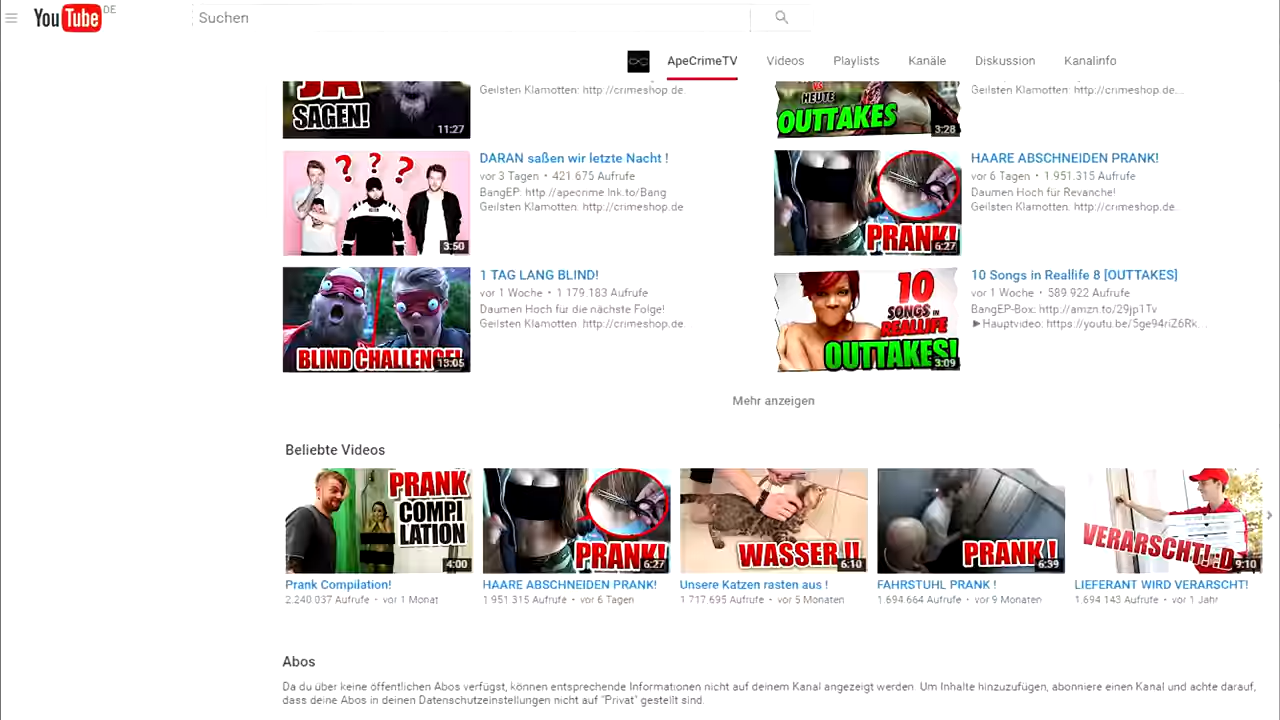 YouTube DE
Suchen
ApeCrimeTV Videos Playlists Kanäle Diskussion Kanalinfo
JA
SAGEN!
11:27
Geilsten Klamotten: http://crimeshop.de
VS
HEUTE
OUTTAKES
3:28
Geilsten Klamotten: http://crimeshop.de...
? ? ?
3:50
DARAN saßen wir letzte Nacht !
vor 3 Tagen • 421 675 Aufrufe
BangEP: http://apecrime.lnk.to/Bang
Geilsten Klamotten: http://crimeshop.de
PRANK!
6:27
HAARE ABSCHNEIDEN PRANK!
vor 6 Tagen • 1 951.315 Aufrufe
Daumen Hoch für Revanche!
Geilsten Klamotten: http://crimeshop.de...
BLIND CHALLENGE!
13:05
1 TAG LANG BLIND!
vor 1 Woche • 1 179.183 Aufrufe
Daumen Hoch für die nächste Folge!
Geilsten Klamotten: http://crimeshop.de
10
SONGS IN
REALLIFE
OUTTAKES!
3:09
10 Songs in Reallife 8 [OUTTAKES]
vor 1 Woche • 589 922 Aufrufe
BangEP-Box: http://amzn.to/29jp1Tv
►Hauptvideo: https://youtu.be/5ge94riZ6Rk...
Mehr anzeigen
Beliebte Videos
PRANK
COMPI
LATION
4:00
PRANK!
6:27
WASSER !!
6:10
PRANK !
6:39
VERARSCHT! :D
9:10
Prank Compilation!
2.240 037 Aufrufe • vor 1 Monat
HAARE ABSCHNEIDEN PRANK!
1 951 315 Aufrufe • vor 6 Tagen
Unsere Katzen rasten aus !
1 717.695 Aufrufe • vor 5 Monaten
FAHRSTUHL PRANK !
1.694.664 Aufrufe • vor 9 Monaten
LIEFERANT WIRD VERARSCHT!
1.694 143 Aufrufe • vor 1 Jahr
Abos
Da du über keine öffentlichen Abos verfügst, können entsprechende Informationen nicht auf deinem Kanal angezeigt werden. Um Inhalte hinzuzufügen, abonniere einen Kanal und achte darauf,
dass deine Abos in deinen Datenschutzeinstellungen nicht auf "Privat" gestellt sind.